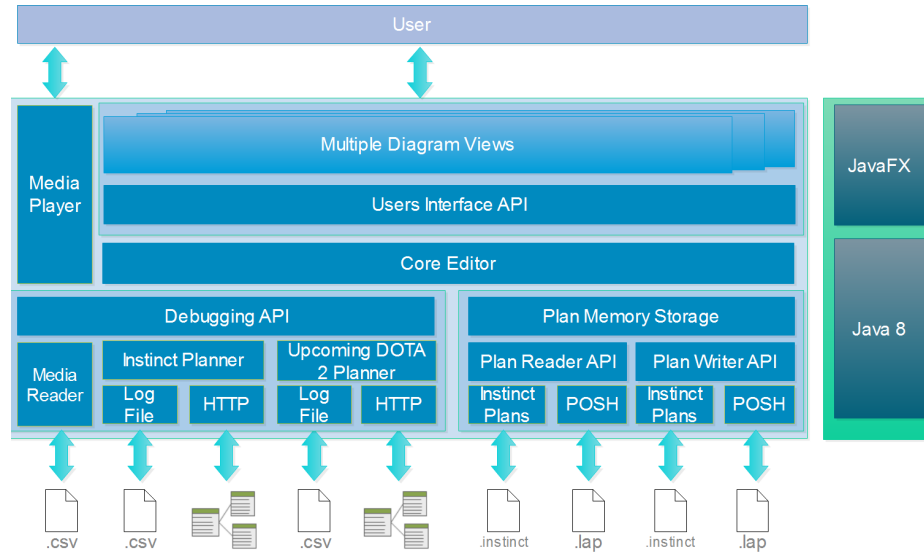 User
Media
Player
Multiple Diagram Views
Users Interface API
Core Editor
JavaFX
Java 8
Debugging API
Plan Memory Storage
Media
Reader
Instinct Planner
Upcoming DOTA
2 Planner
Plan Reader API
Plan Writer API
Log
File
HTTP
Log
File
HTTP
Instinct
Plans
POSH
Instinct
Plans
POSH
.csv
.csv
.csv
.instinct
.lap
.instinct
.lap